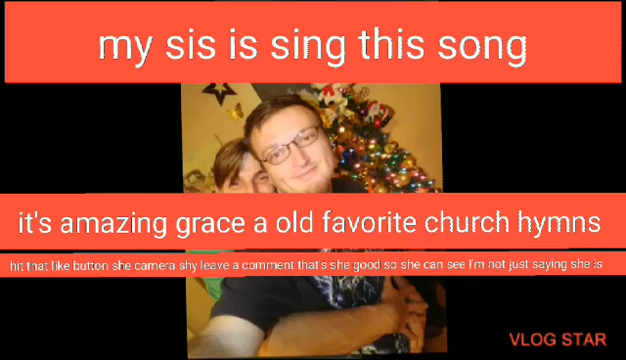 my sis is sing this song
it's amazing grace a old favorite church hymns
hit that like button she camera shy leave a comment that's she good so she can see I'm not just saying she is
VLOG STAR